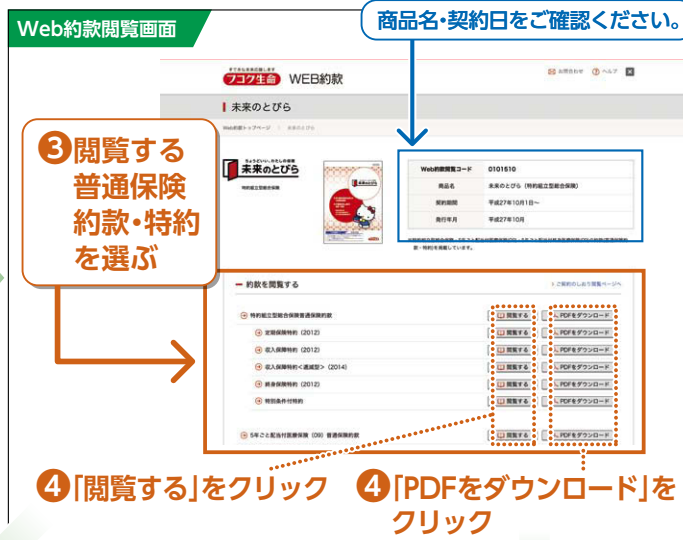 Web約款閲覧画面
商品名・契約日をご確認ください。
フコク生命 WEB約款
お問合わせ ヘルプ
未来のとびら
Web約款トップページ 未来のとびら
③閲覧する
普通保険
約款・特約
を選ぶ
未来のとびら
特約組立型総合保険
Web約款閲覧コード 0101510
商品名 未来のとびら（特約組立型総合保険）
契約期間 平成27年10月1日～
発行年月 平成27年10月
約款を閲覧する
ご契約のしおり閲覧ページへ
特約組立型総合保険普通保険約款 閲覧する PDFをダウンロード
定期保険特約（2012） 閲覧する PDFをダウンロード
収入保障特約（2012） 閲覧する PDFをダウンロード
収入保障特約＜逓減型＞（2014） 閲覧する PDFをダウンロード
終身保険特約（2012） 閲覧する PDFをダウンロード
特別条件付特約 閲覧する PDFをダウンロード
5年ごと配当付医療保険（09）普通保険約款 閲覧する PDFをダウンロード
④「閲覧する」をクリック
④「PDFをダウンロード」を
クリック